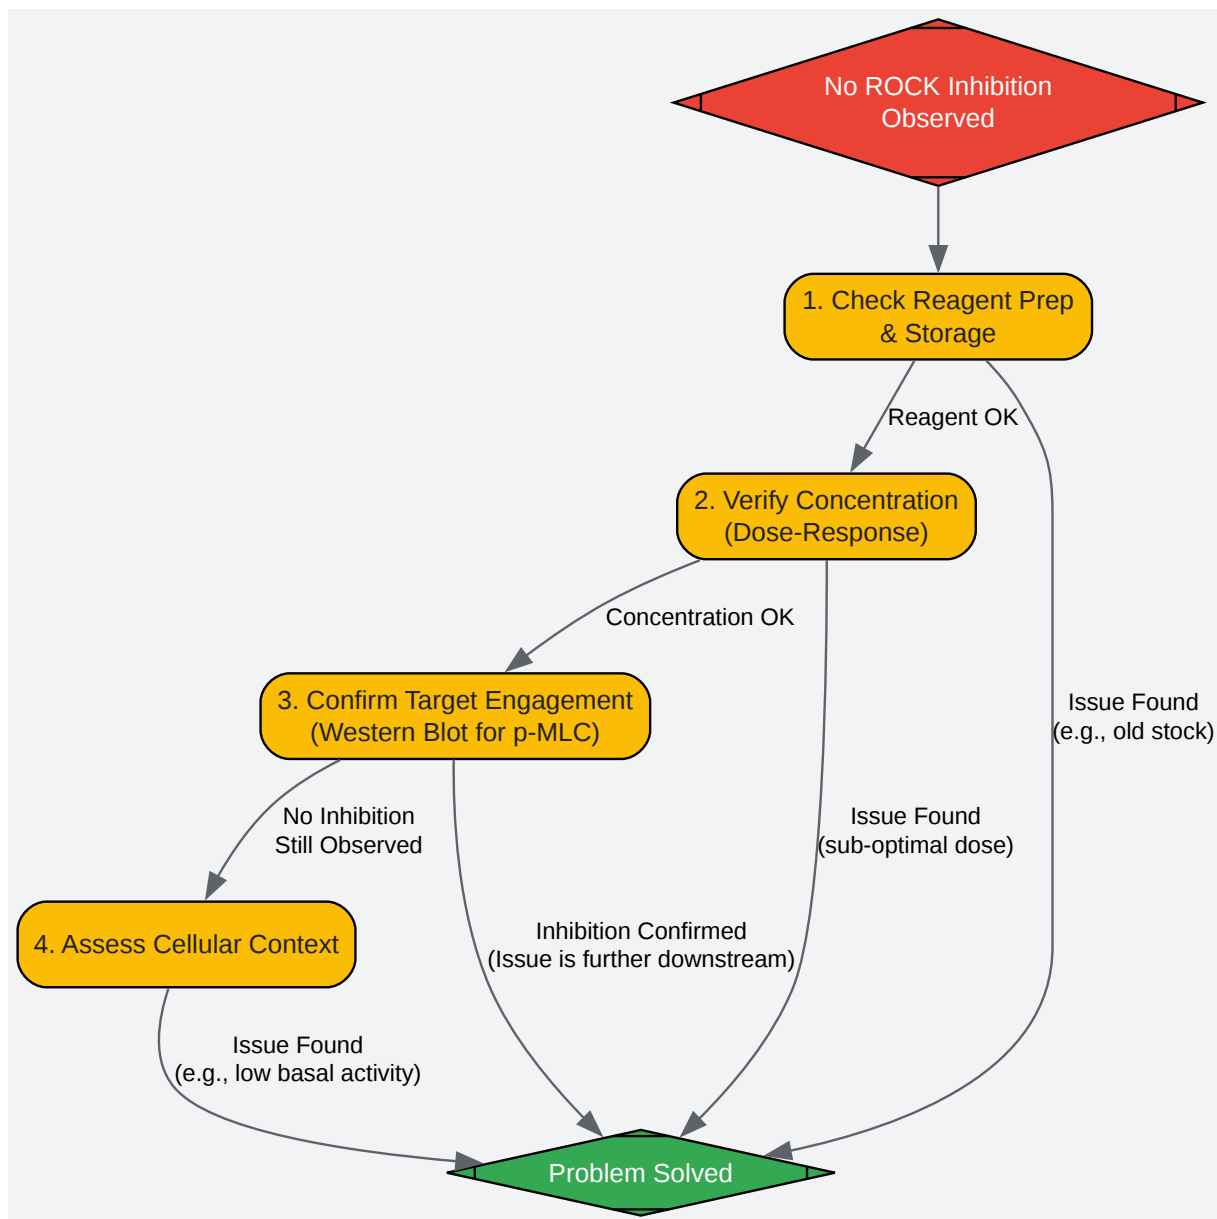 No ROCK Inhibition
Observed
1. Check Reagent Prep
& Storage
Reagent OK
2. Verify Concentration
(Dose-Response)
Concentration OK
3. Confirm Target Engagement
(Western Blot for p-MLC)
Issue Found
(e.g., old stock)
No Inhibition
Still Observed
Issue Found
(sub-optimal dose)
4. Assess Cellular Context
Inhibition Confirmed
(Issue is further downstream)
Issue Found
(e.g., low basal activity)
Problem Solved